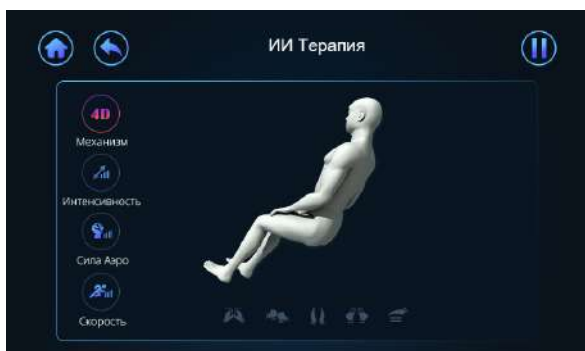 ИИ Терапия
4D
Механизм
Интенсивность
Сила Аэро
Скорость